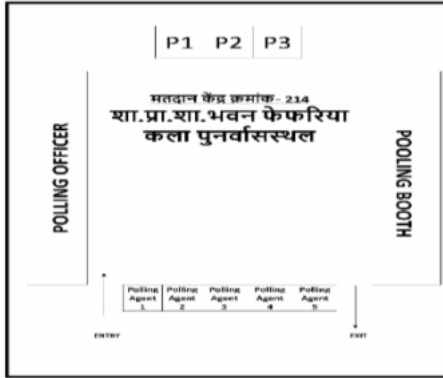 P1 P2 P3
मतदान केंद्र क्रमांक- 214
शा.प्रा.शा.भवन फेफरिया
कला पुनर्वासस्थल
POLLING OFFICER
POOLING BOOTH
Polling Agent 1
Polling Agent 2
Polling Agent 3
Polling Agent 4
Polling Agent 5
ENTRY
EXIT